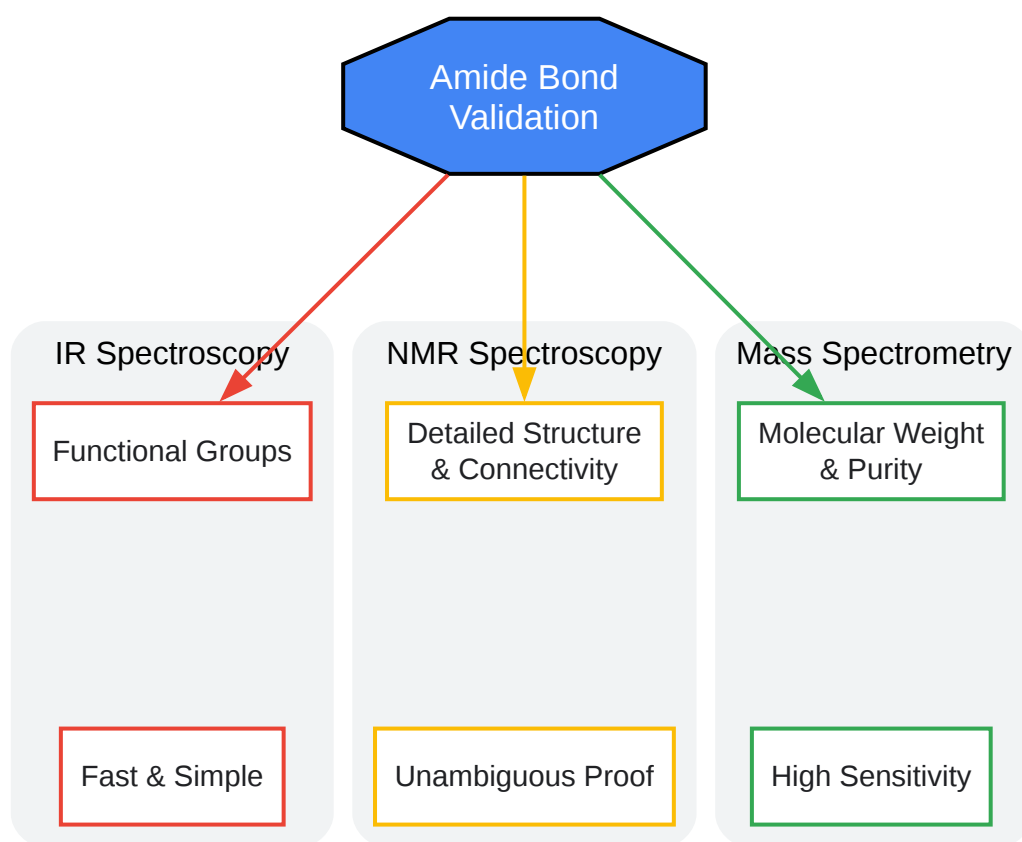 Amide Bond
Validation
IR Spectroscopy
NMR Spectroscopy
Mass Spectrometry
Functional Groups
Detailed Structure
& Connectivity
Molecular Weight
& Purity
Fast & Simple
Unambiguous Proof
High Sensitivity